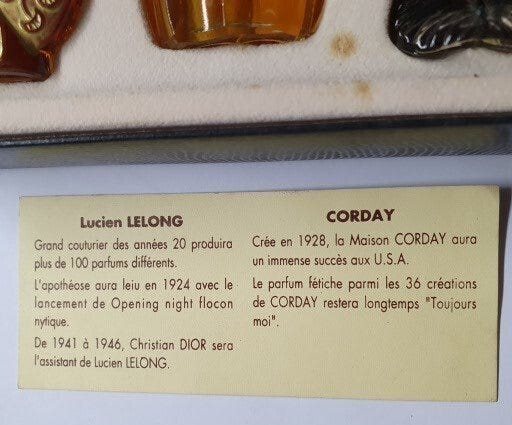 Lucien LELONG
Grand couturier des années 20 produira
plus de 100 parfums différents.
L'apothéose aura leiu en 1924 avec le
lancement de Opening night flocon
nytique.
De 1941 à 1946, Christian DIOR sera
l'assistant de Lucien LELONG.
CORDAY
Crée en 1928, la Maison CORDAY aura
un immense succès aux U.S.A.
Le parfum fétiche parmi les 36 créations
de CORDAY restera longtemps "Toujours
moi".